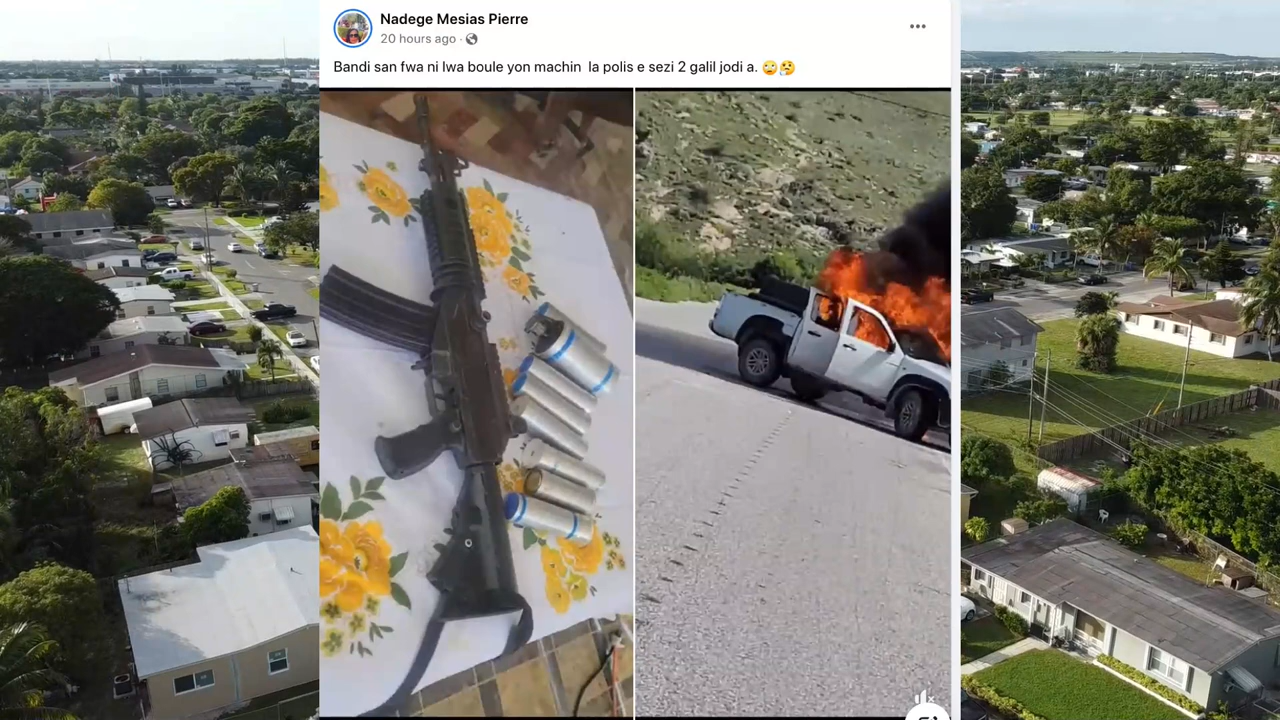 Nadege Mesias Pierre
20 hours ago ·
Bandi san fwa ni lwa boule yon machin la polis e sezi 2 galil jodi a. 🙄🤧